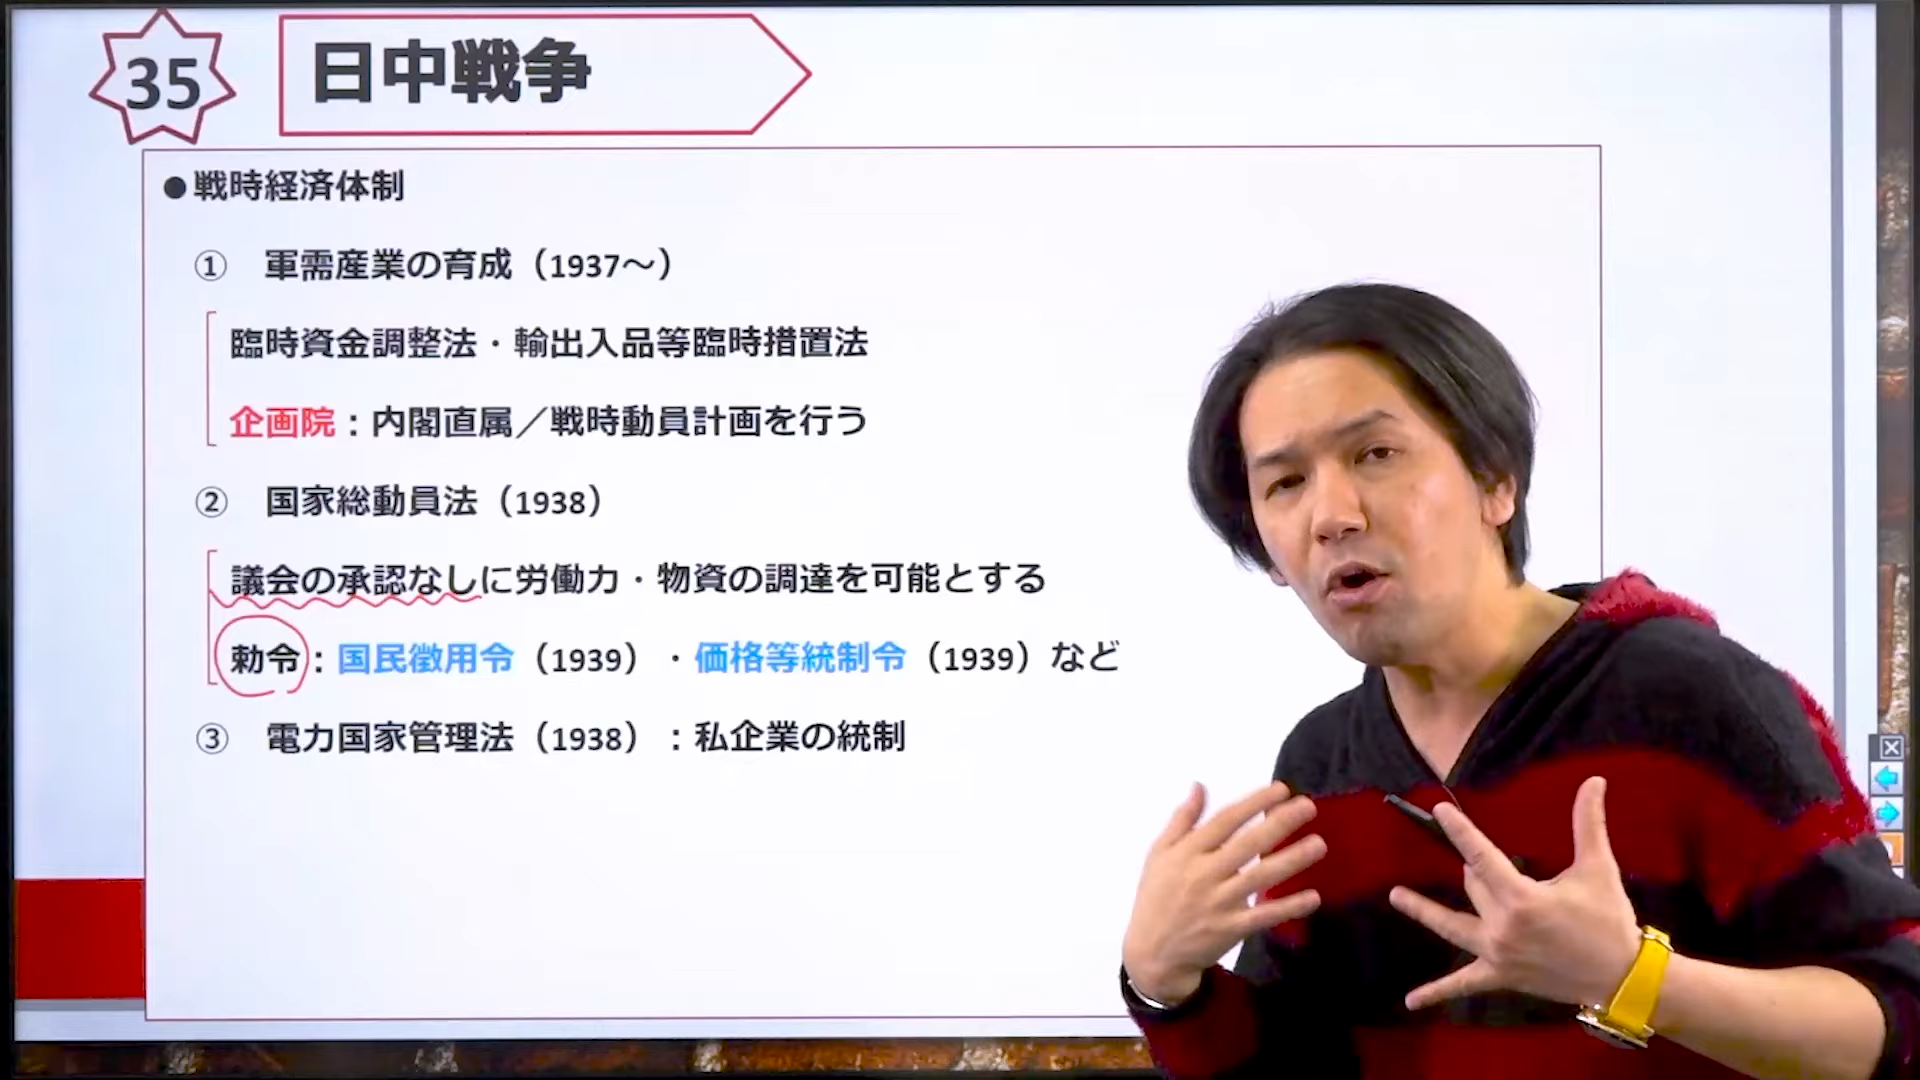 35
日中戦争
●戦時経済体制
① 軍需産業の育成（1937～）
臨時資金調整法・輸出入品等臨時措置法
企画院：内閣直属／戦時動員計画を行う
② 国家総動員法（1938）
議会の承認なしに労働力・物資の調達を可能とする
勅令：国民徴用令（1939）・価格等統制令（1939）など
③ 電力国家管理法（1938）：私企業の統制